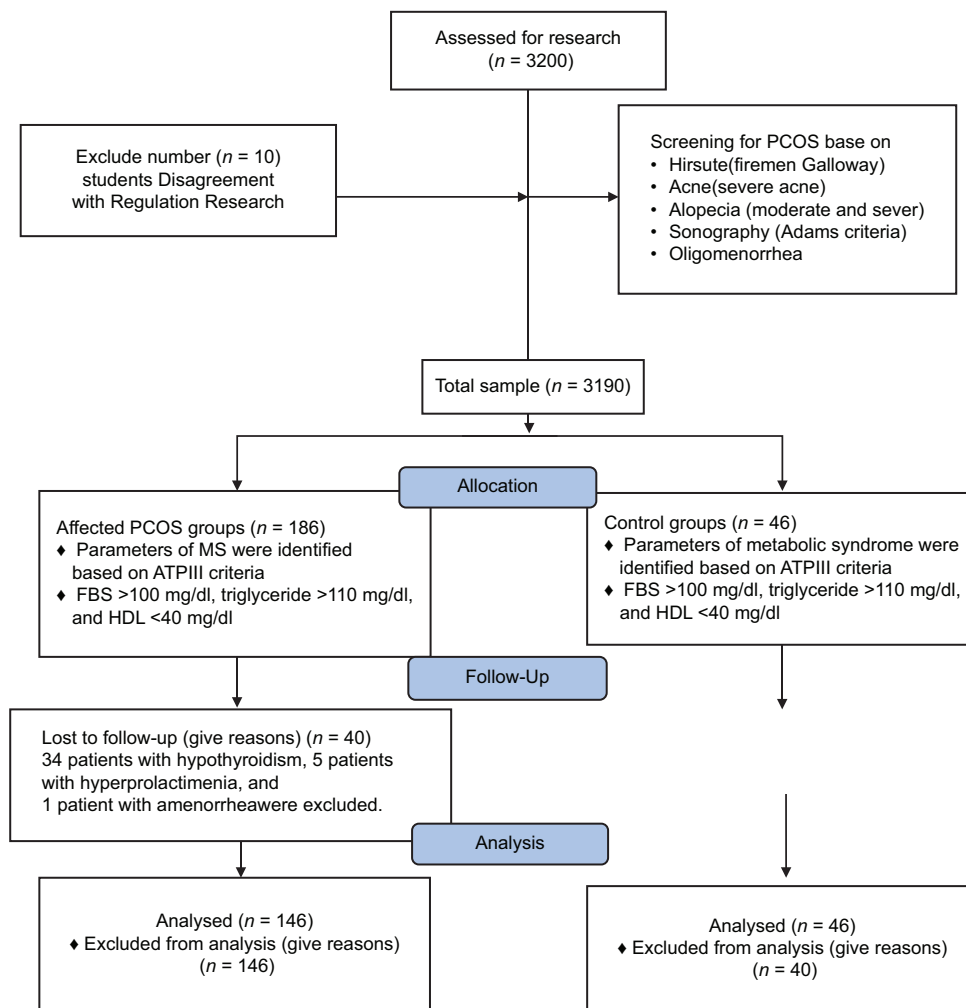 Assessed for research
(n = 3200)
Exclude number (n = 10)
students Disagreement
with Regulation Research
Screening for PCOS base on
• Hirsute(firemen Galloway)
• Acne(severe acne)
• Alopecia (moderate and sever)
• Sonography (Adams criteria)
• Oligomenorrhea
Total sample (n = 3190)
Allocation
Affected PCOS groups (n = 186)
♦ Parameters of MS were identified
based on ATPIII criteria
♦ FBS >100 mg/dl, triglyceride >110 mg/dl,
and HDL <40 mg/dl
Control groups (n = 46)
♦ Parameters of metabolic syndrome were
identified based on ATPIII criteria
♦ FBS >100 mg/dl, triglyceride >110 mg/dl,
and HDL <40 mg/dl
Follow-Up
Lost to follow-up (give reasons) (n = 40)
34 patients with hypothyroidism, 5 patients
with hyperprolactimenia, and
1 patient with amenorrheawere excluded.
Analysis
Analysed (n = 146)
♦ Excluded from analysis (give reasons)
(n = 146)
Analysed (n = 46)
♦ Excluded from analysis (give reasons)
(n = 40)